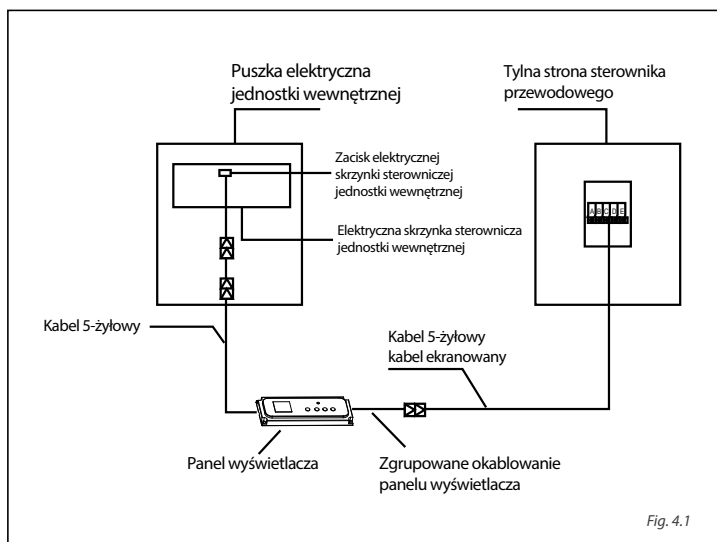 Puszka elektryczna
jednostki wewnętrznej
Tylna strona sterownika
przewodowego
Zacisk elektrycznej
skrzynki sterowniczej
jednostki wewnętrznej
A B C D E
Elektryczna skrzynka sterownicza
jednostki wewnętrznej
Kabel 5-żyłowy
Kabel 5-żyłowy
kabel ekranowany
Panel wyświetlacza
Zgrupowane okablowanie
panelu wyświetlacza
Fig. 4.1